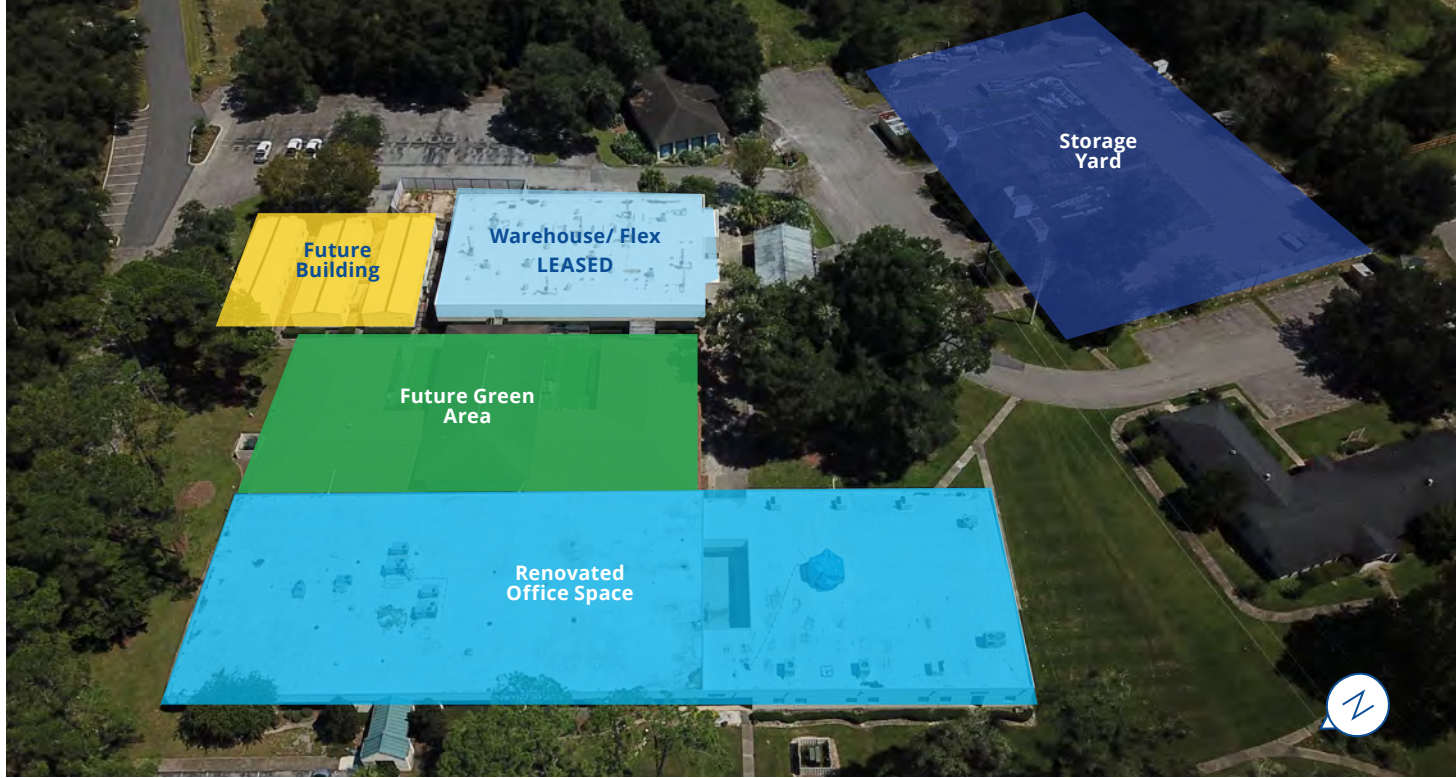 Storage
Yard
Warehouse/ Flex
LEASED
Future
Building
Future Green
Area
Renovated
Office Space
N